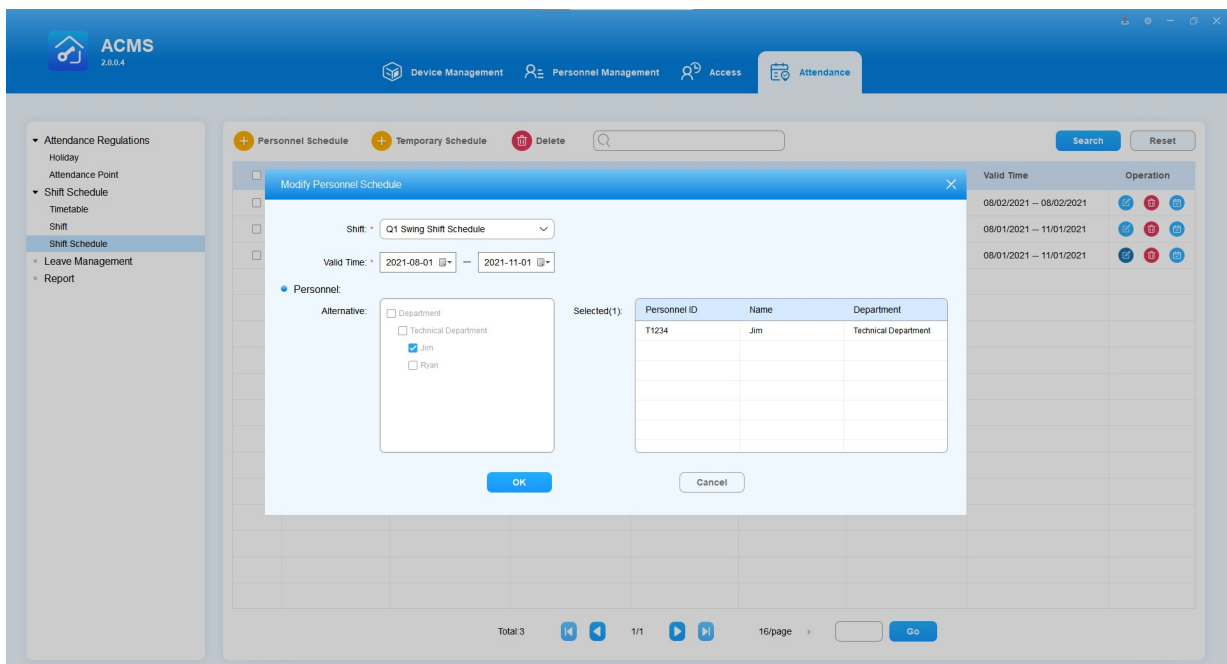 ACMS
2.0.0.4
Device Management Personnel Management Access Attendance
Attendance Regulations
Holiday
Attendance Point
Shift Schedule
Timetable
Shift
Shift Schedule
Leave Management
Report
Personnel Schedule Temporary Schedule Delete Search Reset
Valid Time Operation
08/02/2021 -- 08/02/2021
08/01/2021 -- 11/01/2021
08/01/2021 -- 11/01/2021
Modify Personnel Schedule
Shift: * Q1 Swing Shift Schedule
Valid Time: * 2021-08-01 — 2021-11-01
Personnel:
Alternative:
Department
Technical Department
Jim
Ryan
Selected(1):
Personnel ID Name Department
T1234 Jim Technical Department
OK Cancel
Total:3 1/1 16/page Go